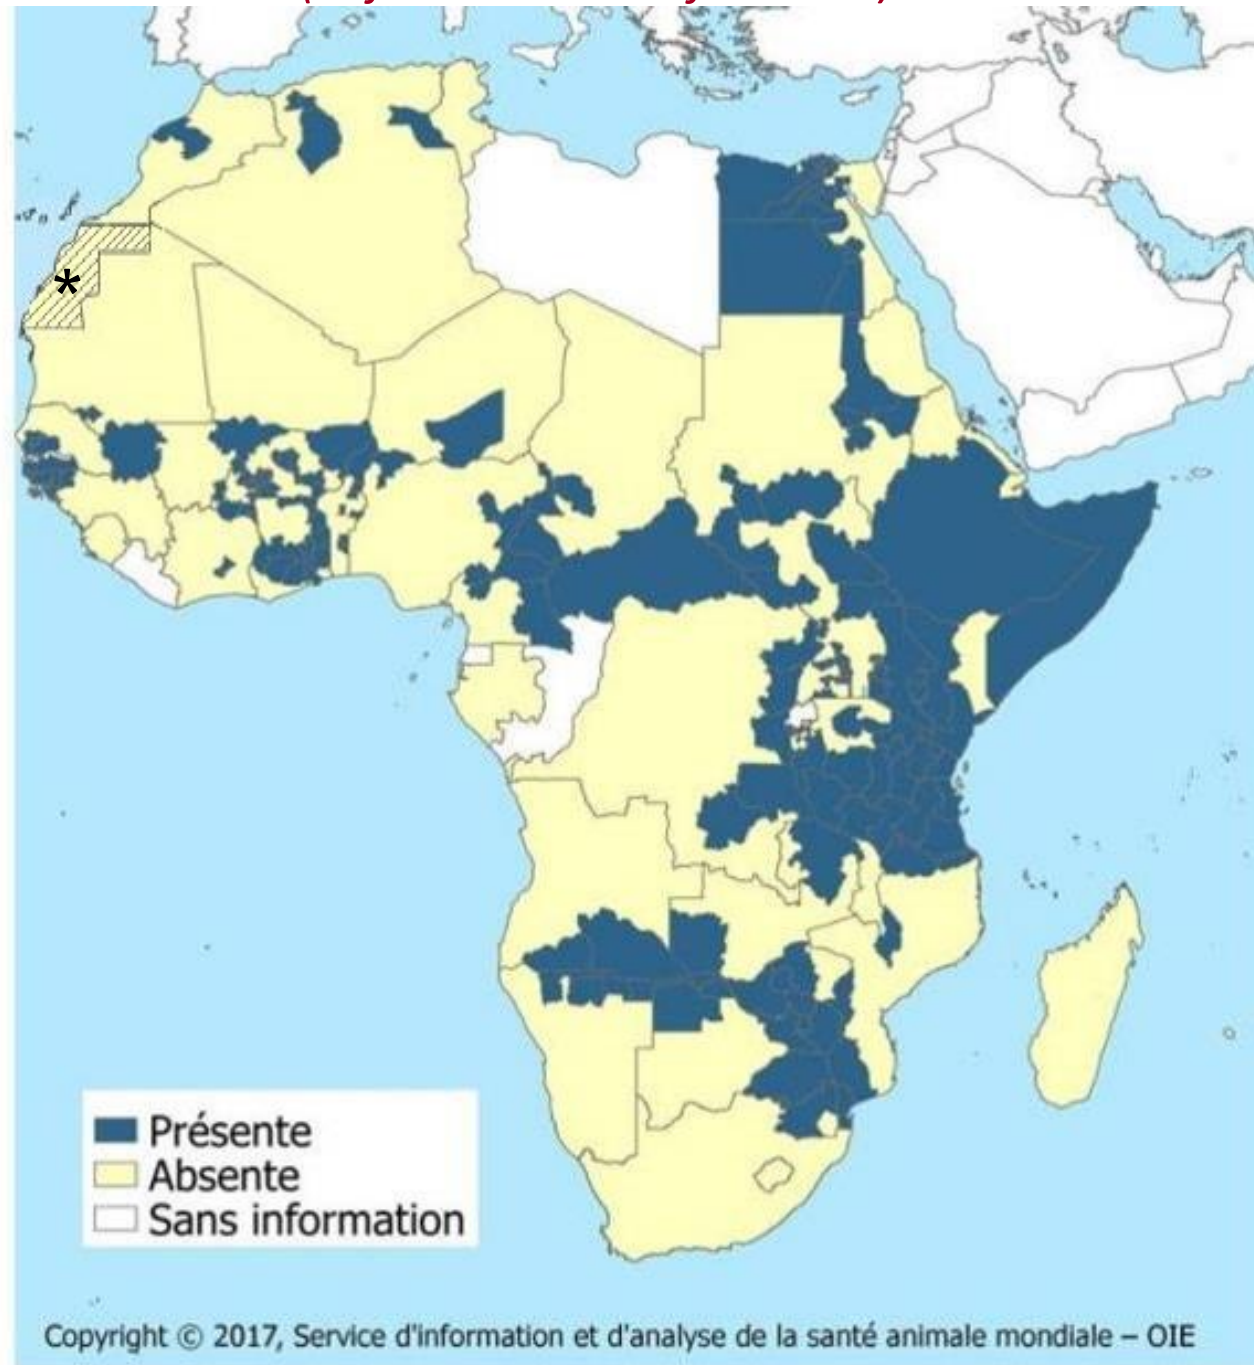 *
Présente
Absente
Sans information
Copyright © 2017, Service d'information et d'analyse de la santé animale mondiale – OIE